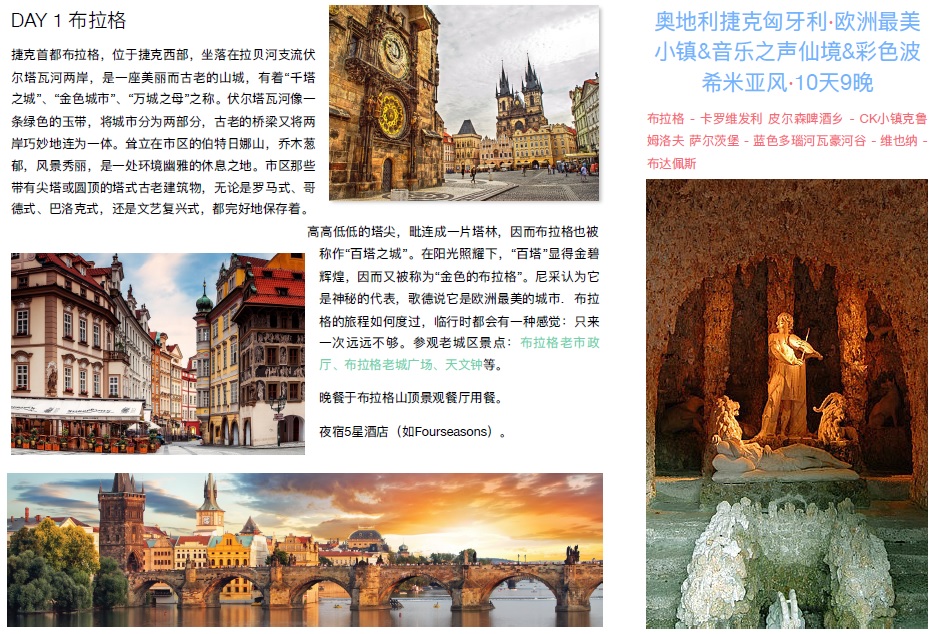 DAY 1 布拉格
捷克首都布拉格，位于捷克西部，坐落在拉贝河支流伏
尔塔瓦河两岸，是一座美丽而古老的山城，有着“千塔
之城”、“金色城市”、“万城之母”之称。伏尔塔瓦河像一
条绿色的玉带，将城市分为两部分，古老的桥梁又将两
岸巧妙地连为一体。耸立在市区的伯特日娜山，乔木葱
郁，风景秀丽，是一处环境幽雅的休息之地。市区那些
带有尖塔或圆顶的塔式古老建筑物，无论是罗马式、哥
德式、巴洛克式，还是文艺复兴式，都完好地保存着。
高高低低的塔尖，毗连成一片塔林，因而布拉格也被
称作“百塔之城”。在阳光照耀下，“百塔”显得金碧
辉煌，因而又被称为“金色的布拉格”。尼采认为它
是神秘的代表，歌德说它是欧洲最美的城市．布拉
格的旅程如何度过，临行时都会有一种感觉：只来
一次远远不够。参观老城区景点：布拉格老市政
厅、布拉格老城广场、天文钟等。
晚餐于布拉格山顶景观餐厅用餐。
夜宿5星酒店（如Fourseasons）。
奥地利捷克匈牙利·欧洲最美
小镇&音乐之声仙境&彩色波
希米亚风·10天9晚
布拉格 - 卡罗维发利 皮尔森啤酒乡 - CK小镇克鲁
姆洛夫 萨尔茨堡 - 蓝色多瑙河瓦豪河谷 - 维也纳 -
布达佩斯